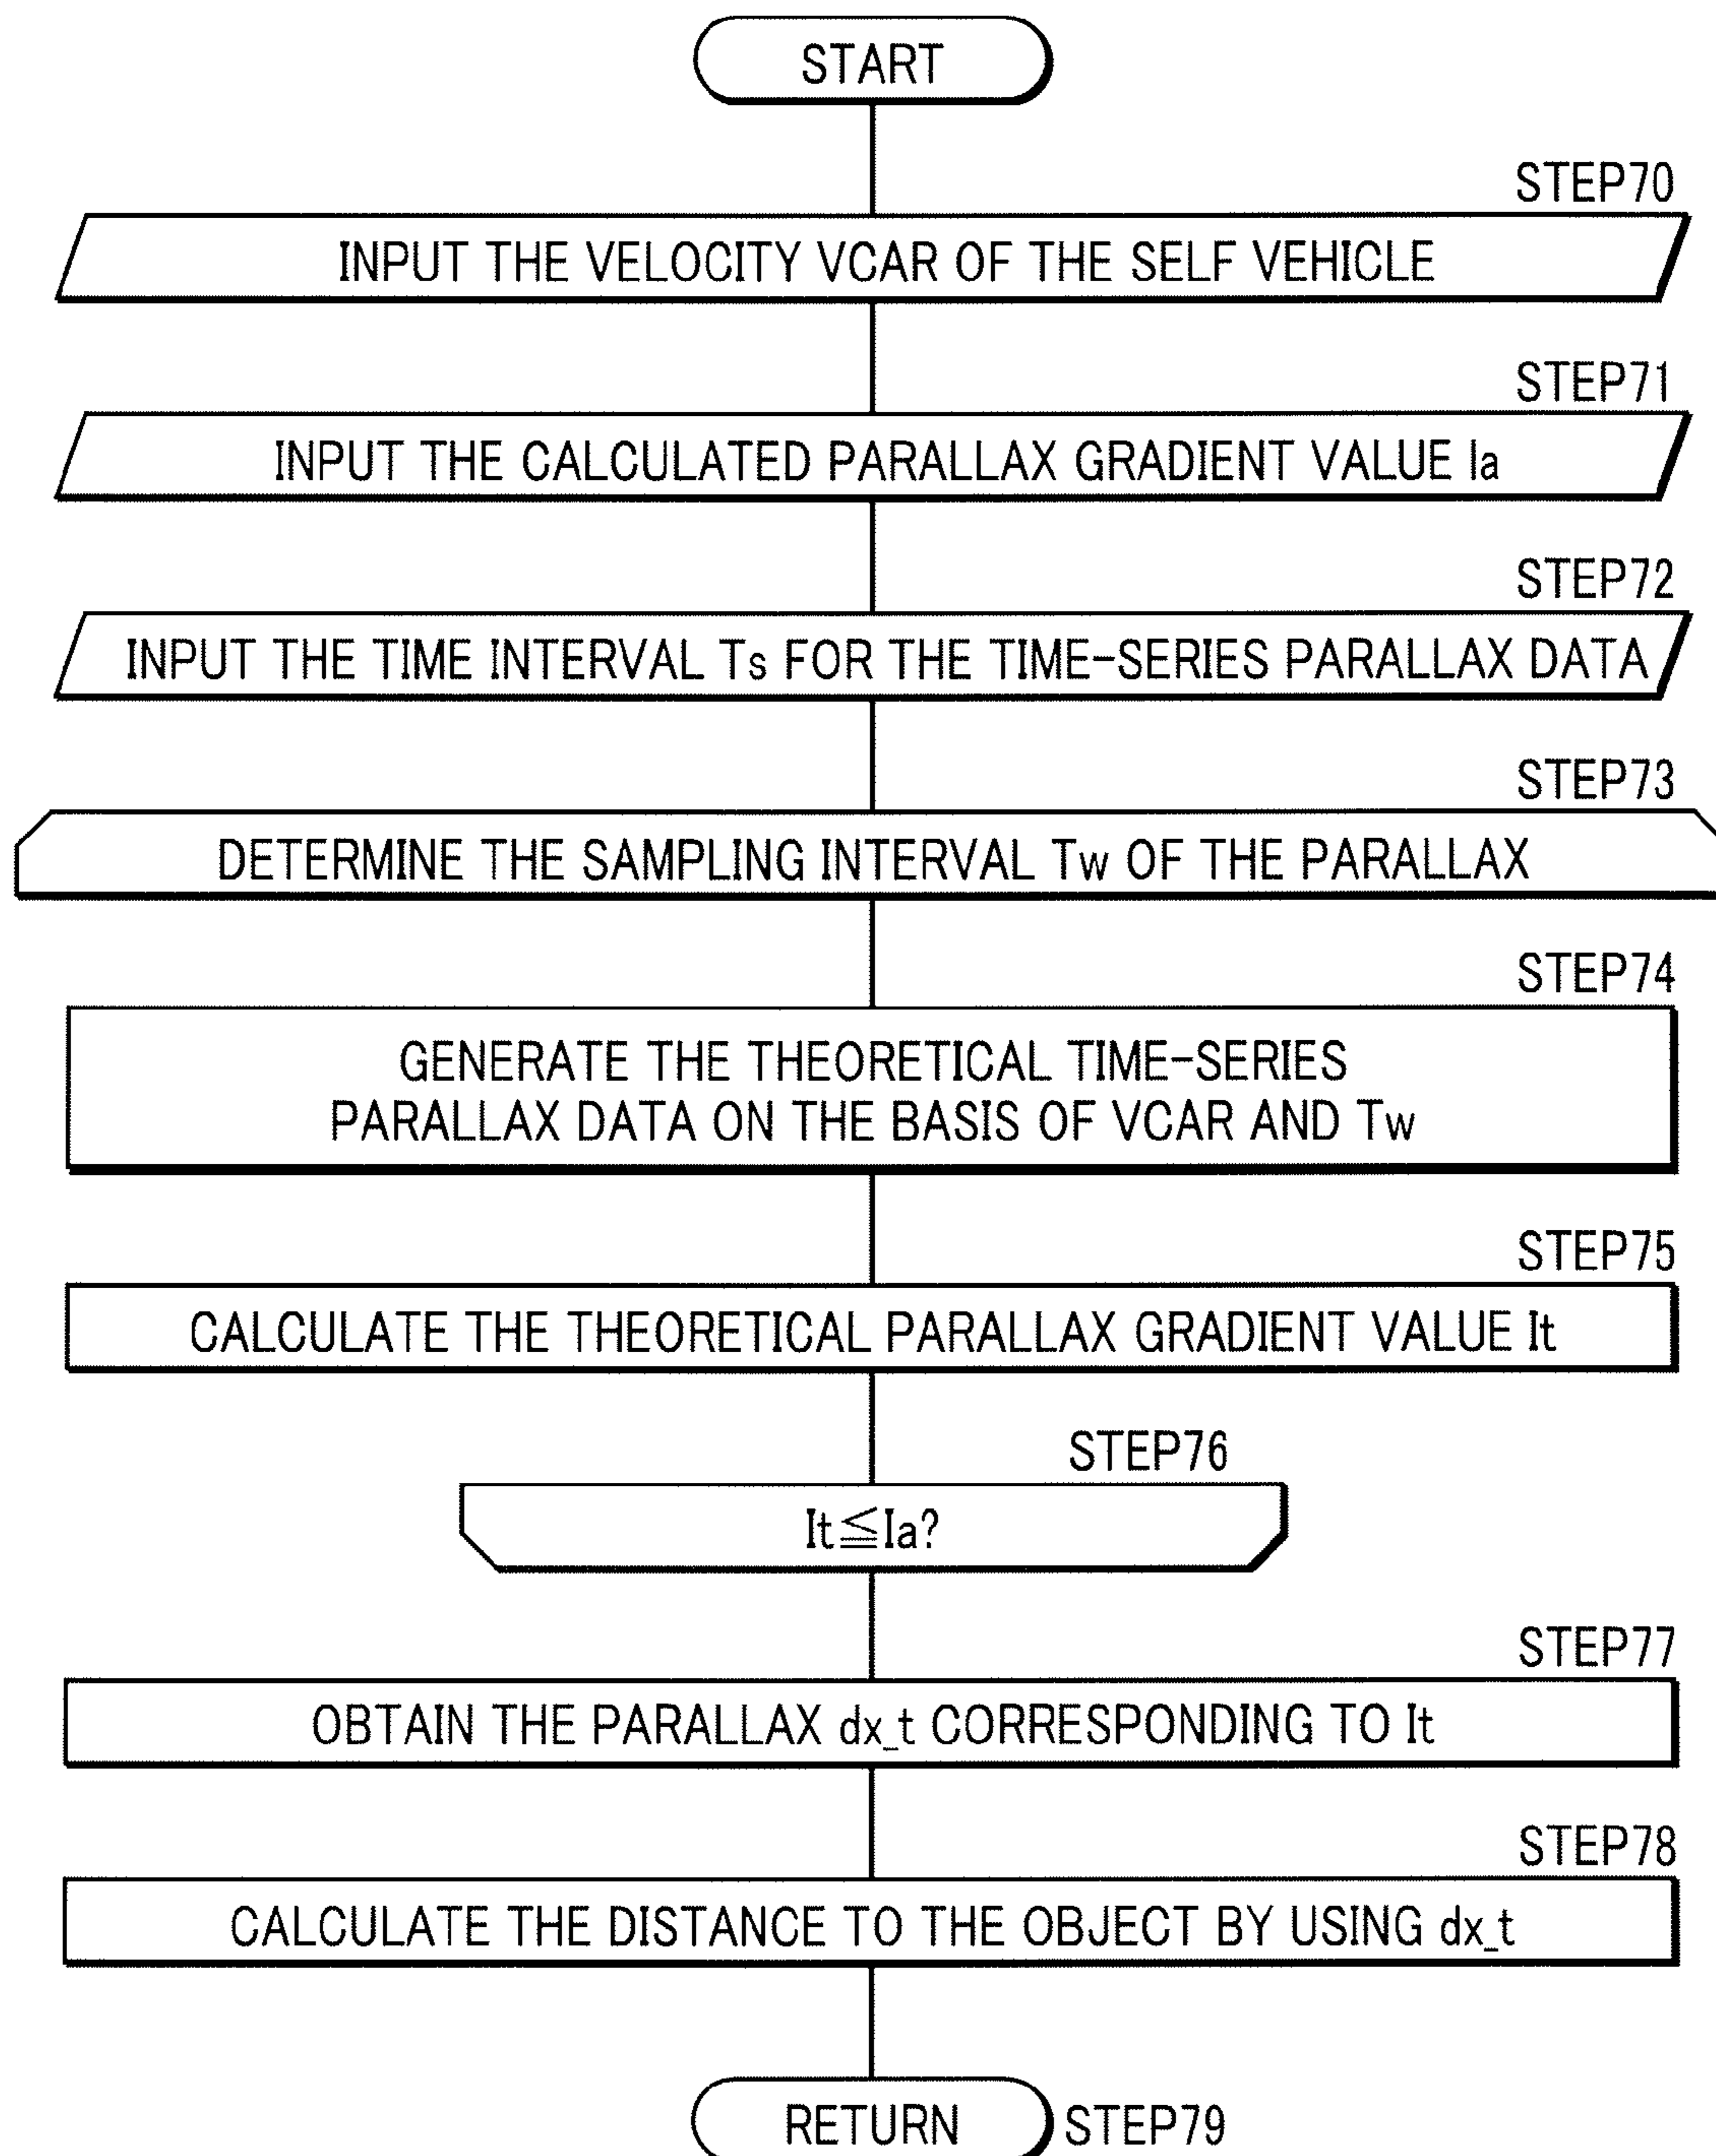 START
STEP70
INPUT THE VELOCITY VCAR OF THE SELF VEHICLE
STEP71
INPUT THE CALCULATED PARALLAX GRADIENT VALUE Ia
STEP72
INPUT THE TIME INTERVAL Ts FOR THE TIME-SERIES PARALLAX DATA
STEP73
DETERMINE THE SAMPLING INTERVAL Tw OF THE PARALLAX
STEP74
GENERATE THE THEORETICAL TIME-SERIES
PARALLAX DATA ON THE BASIS OF VCAR AND Tw
STEP75
CALCULATE THE THEORETICAL PARALLAX GRADIENT VALUE It
STEP76
It≦Ia?
STEP77
OBTAIN THE PARALLAX dx_t CORRESPONDING TO It
STEP78
CALCULATE THE DISTANCE TO THE OBJECT BY USING dx_t
RETURN STEP79